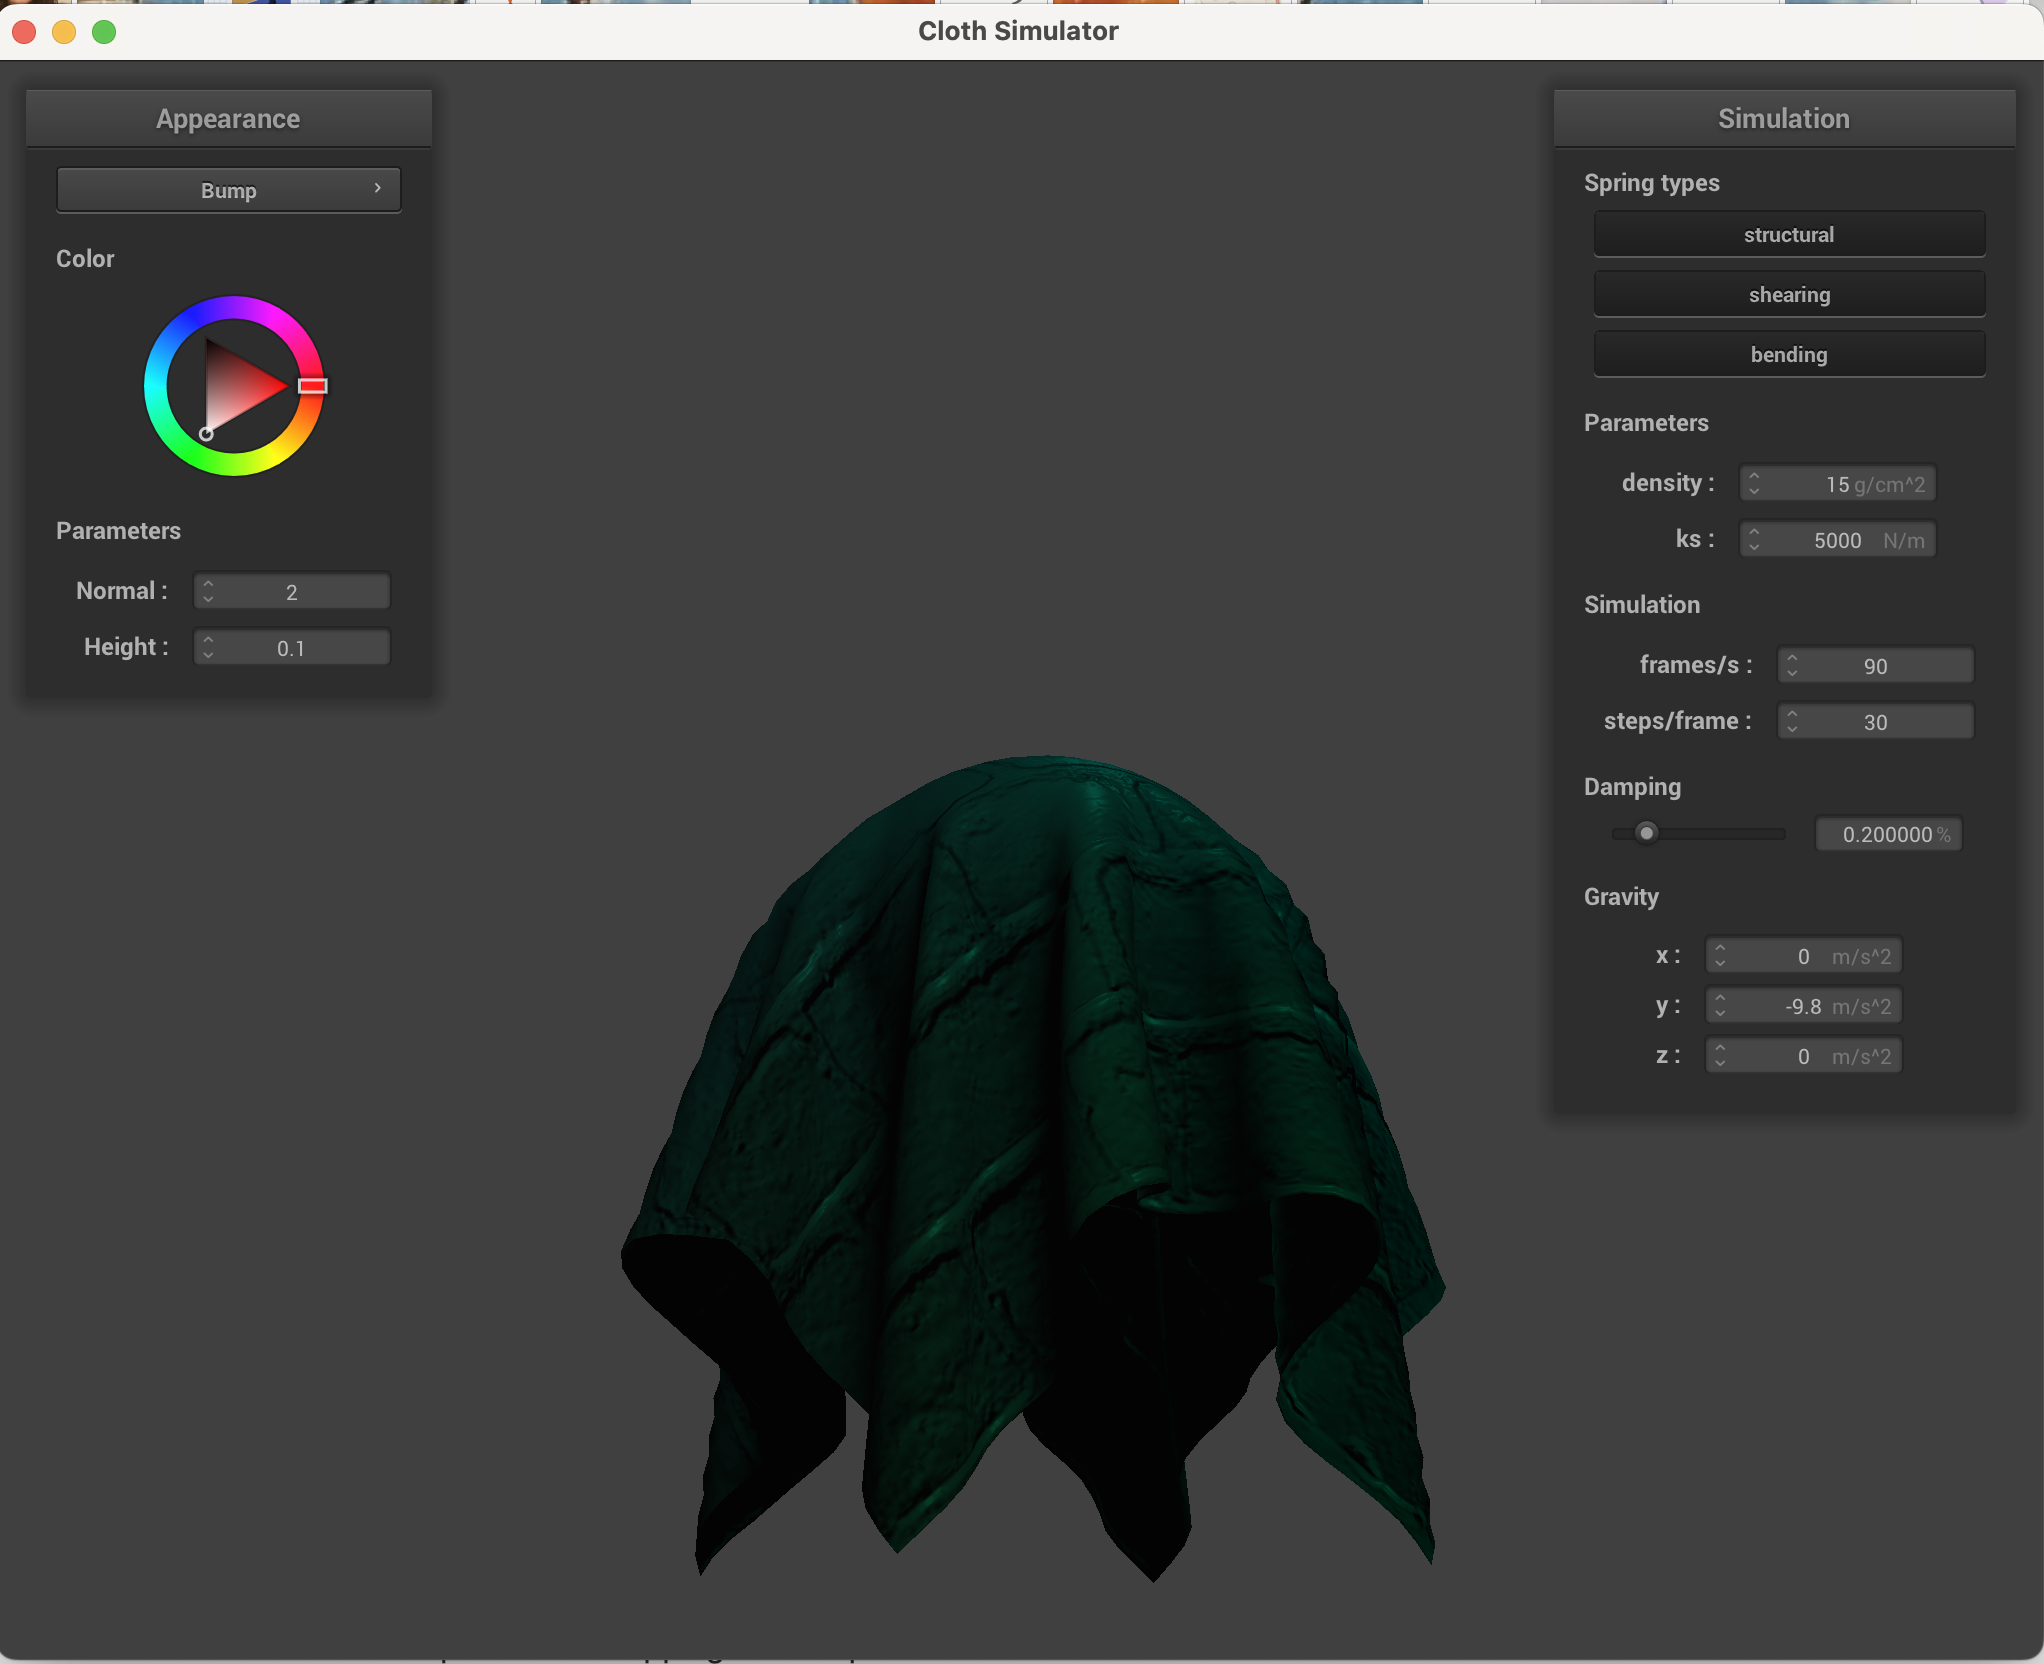 Cloth Simulator
Appearance
Bump
Color
Parameters
Normal : 2
Height : 0.1
Simulation
Spring types
structural
shearing
bending
Parameters
density : 15 g/cm^2
ks : 5000 N/m
Simulation
frames/s : 90
steps/frame : 30
Damping
0.200000 %
Gravity
x : 0 m/s^2
y : -9.8 m/s^2
z : 0 m/s^2